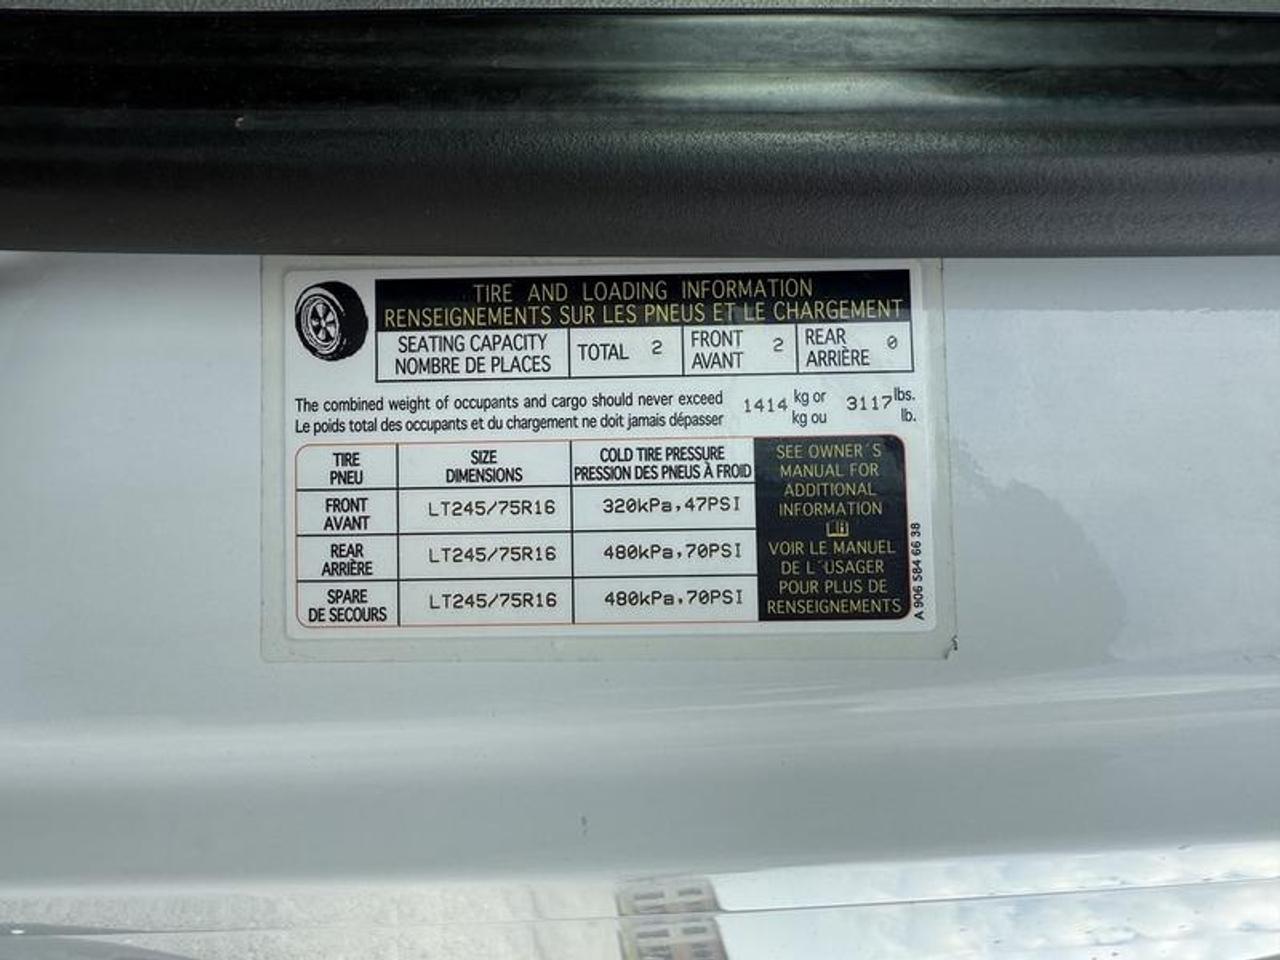 TIRE AND LOADING INFORMATION
RENSEIGNEMENTS SUR LES PNEUS ET LE CHARGEMENT
SEATING CAPACITY
NOMBRE DE PLACES
TOTAL 2
FRONT
AVANT
2
REAR
ARRIÈRE
0
The combined weight of occupants and cargo should never exceed
Le poids total des occupants et du chargement ne doit jamais dépasser
1414 kg or 3117 lbs.
kg ou lb.
TIRE
PNEU
SIZE
DIMENSIONS
COLD TIRE PRESSURE
PRESSION DES PNEUS À FROID
FRONT
AVANT
LT245/75R16
320kPa,47PSI
REAR
ARRIÈRE
LT245/75R16
480kPa,70PSI
SPARE
DE SECOURS
LT245/75R16
480kPa,70PSI
SEE OWNER´S
MANUAL FOR
ADDITIONAL
INFORMATION
VOIR LE MANUEL
DE L´USAGER
POUR PLUS DE
RENSEIGNEMENTS
A 906 584 66 38